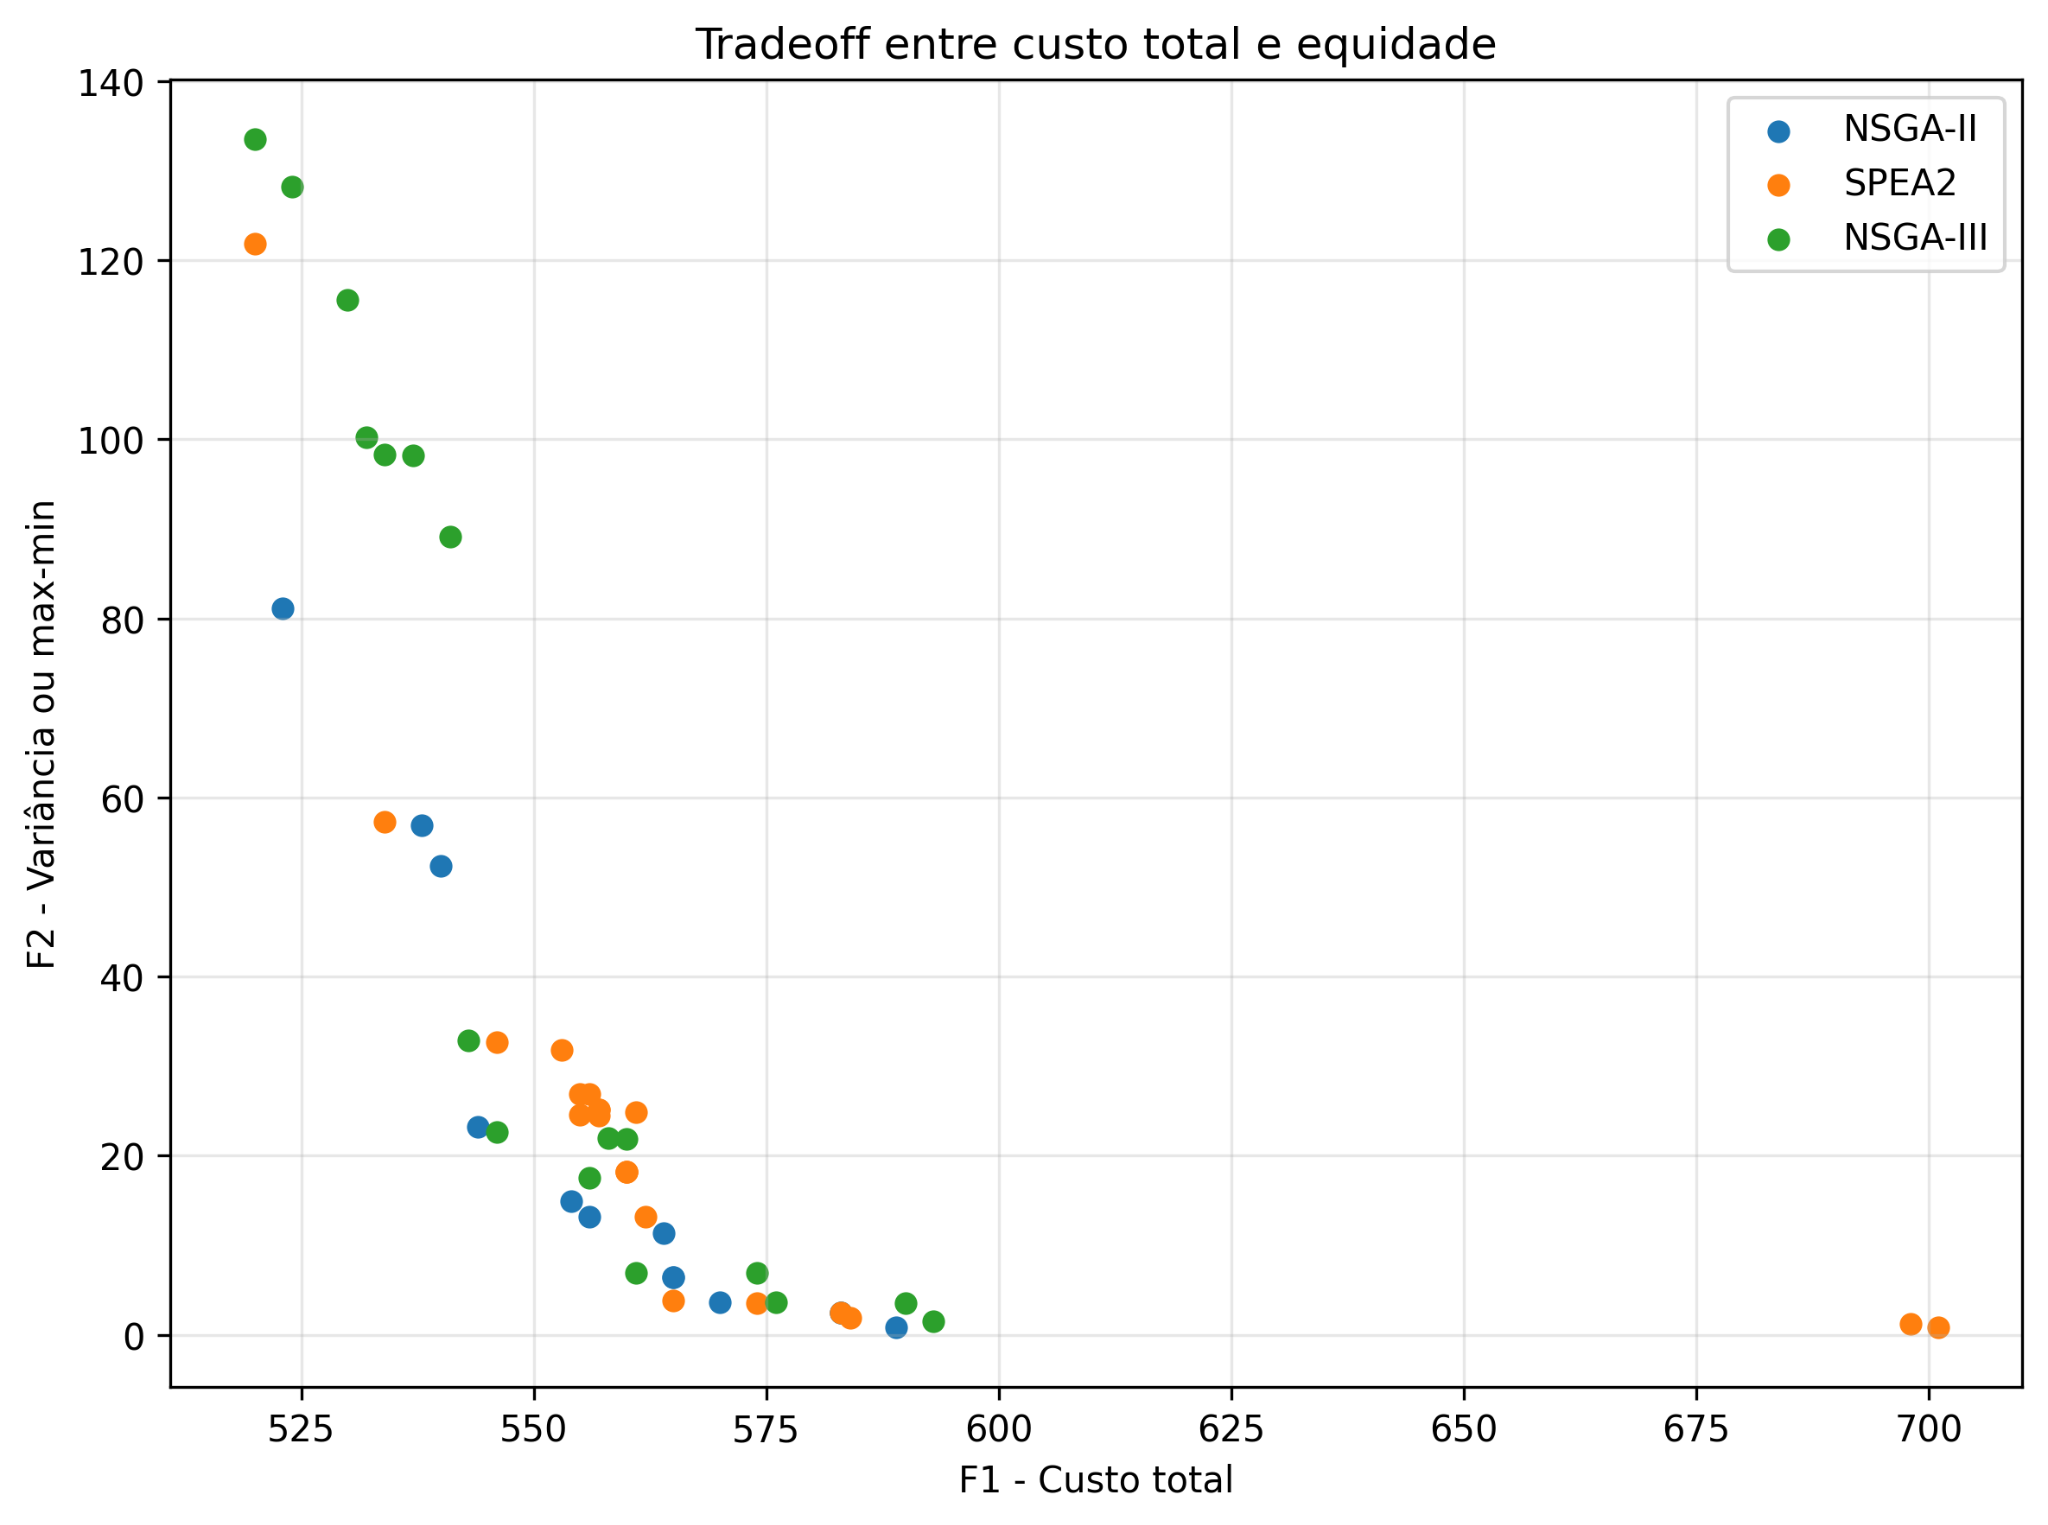 Tradeoff entre custo total e equidade
140
120
100
80
60
40
20
0
F2 - Variância ou max-min
NSGA-II
SPEA2
NSGA-III
525
550
575
600
625
650
675
700
F1 - Custo total